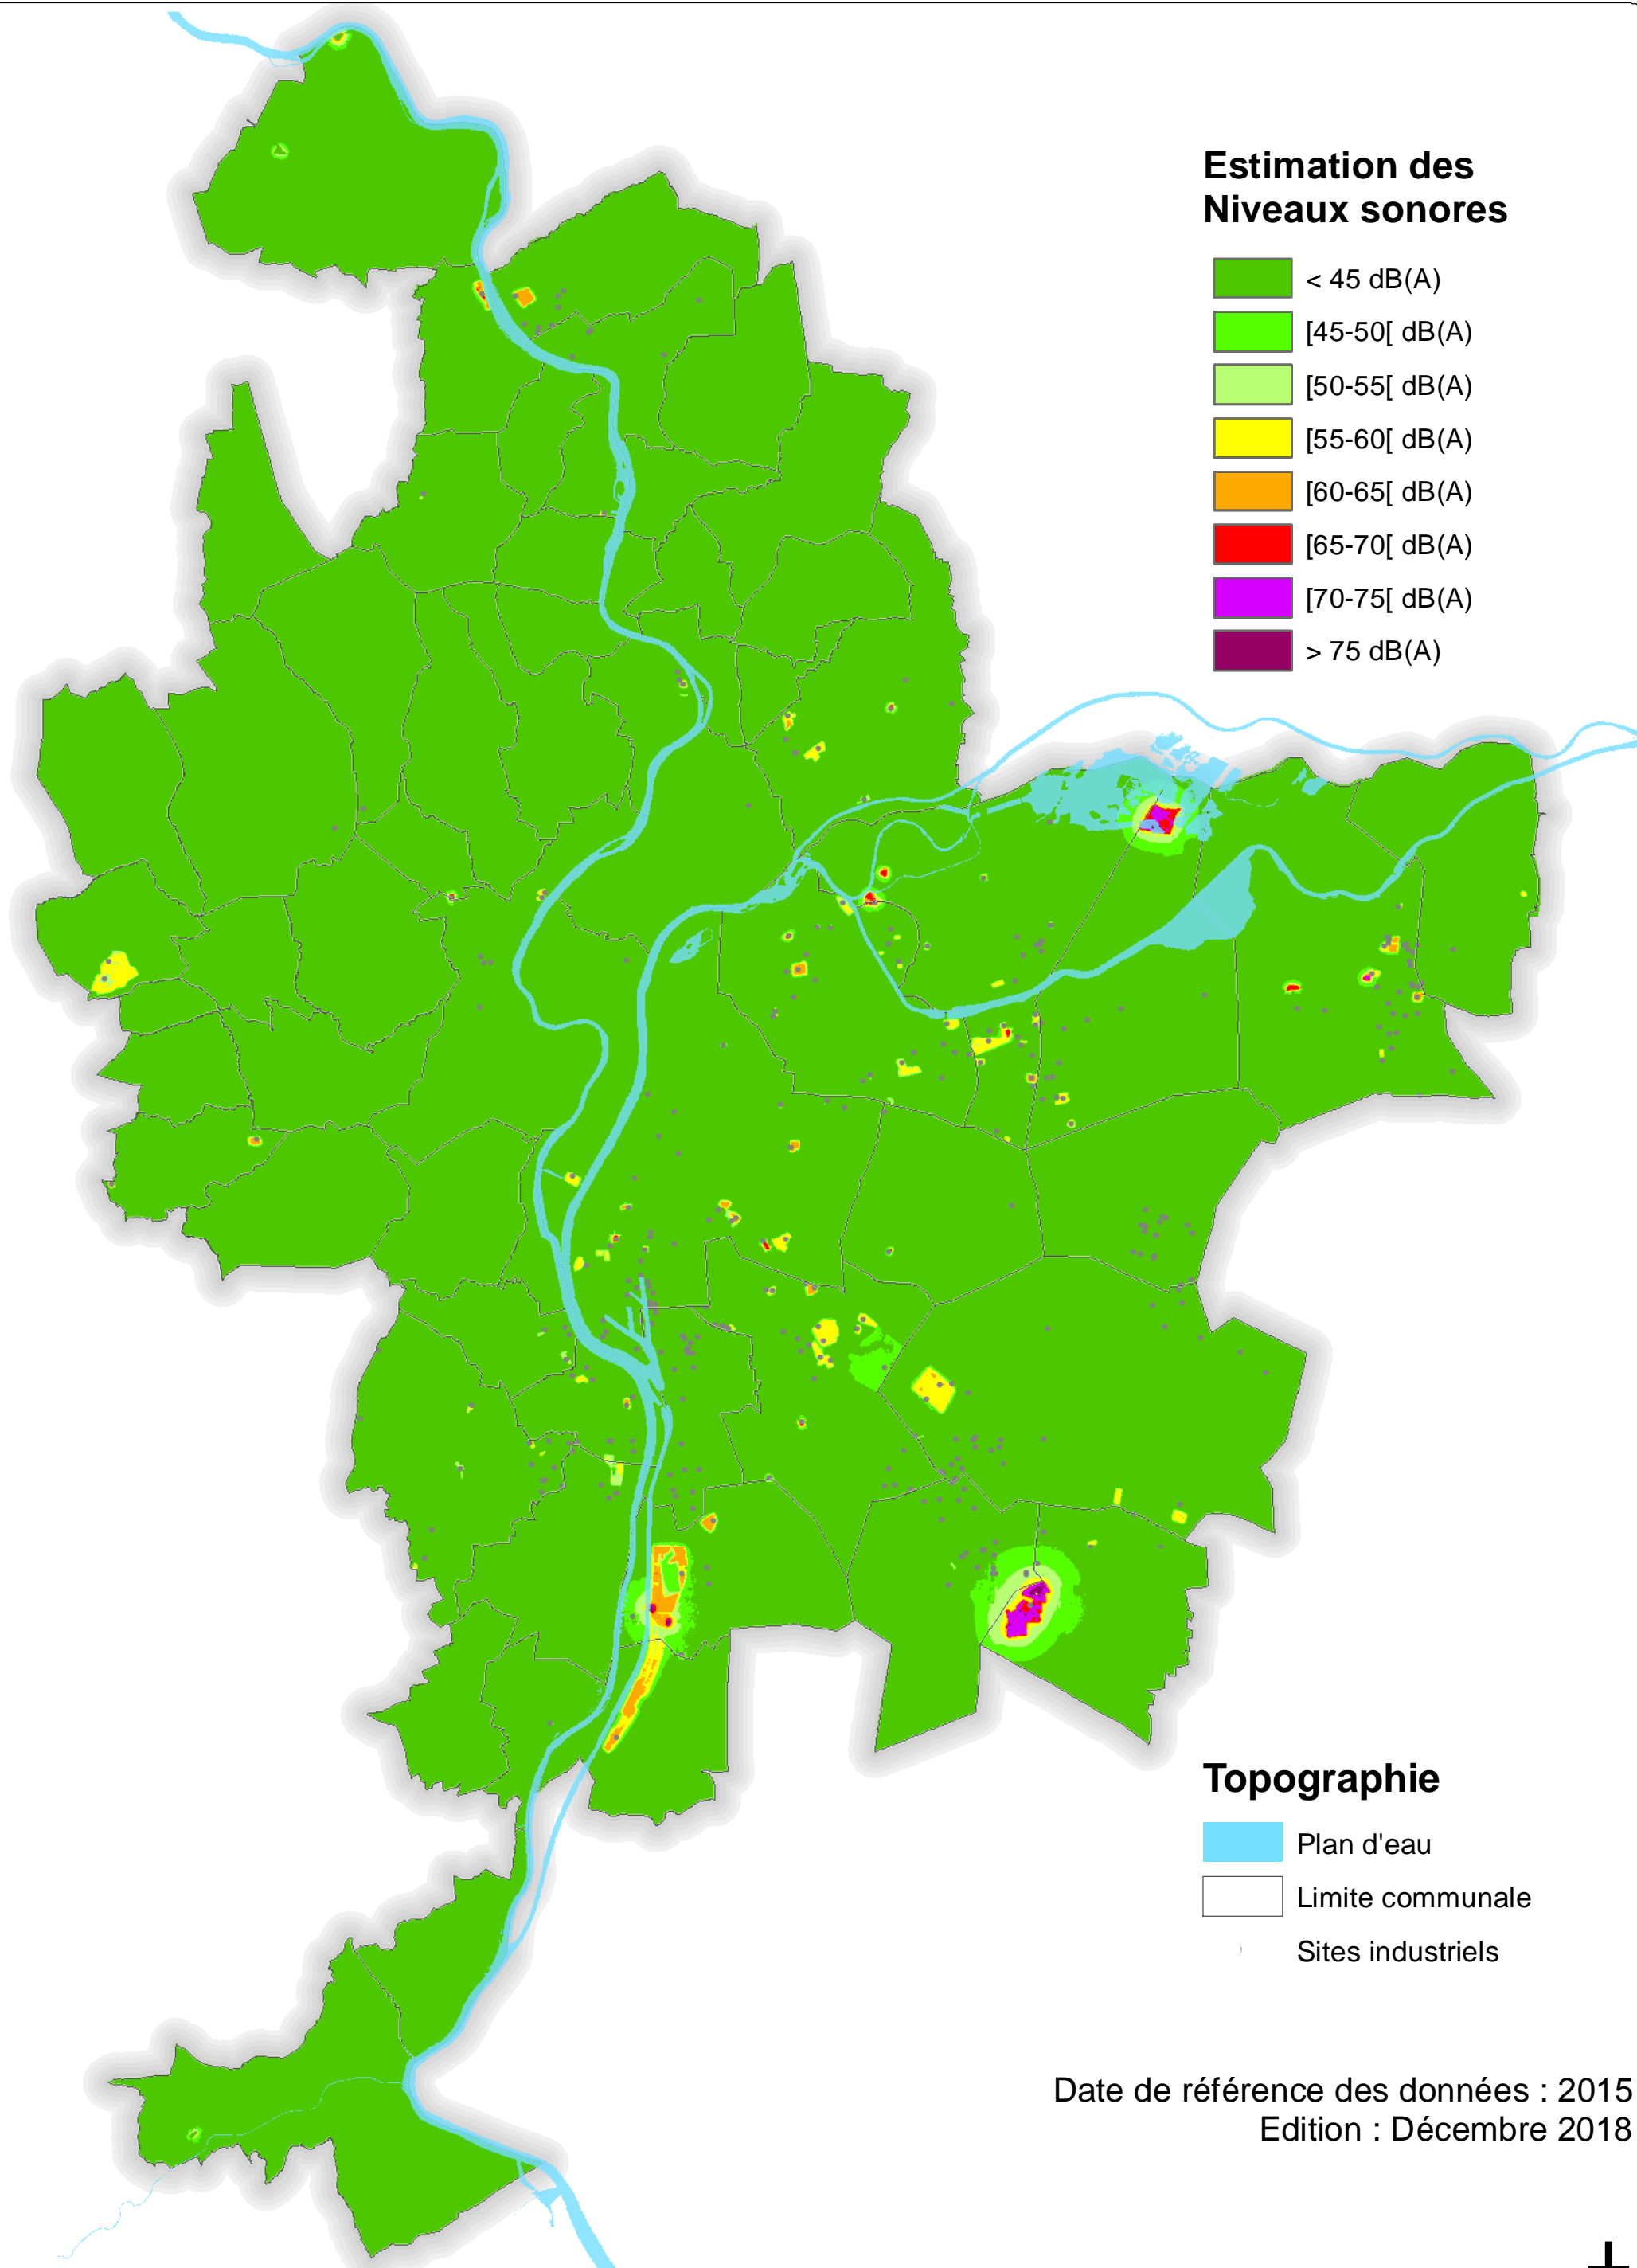 Estimation des
Niveaux sonores
< 45 dB(A)
[45-50[ dB(A)
[50-55[ dB(A)
[55-60[ dB(A)
[60-65[ dB(A)
[65-70[ dB(A)
[70-75[ dB(A)
> 75 dB(A)
Topographie
Plan d'eau
Limite communale
Sites industriels
Date de référence des données : 2015
Edition : Décembre 2018